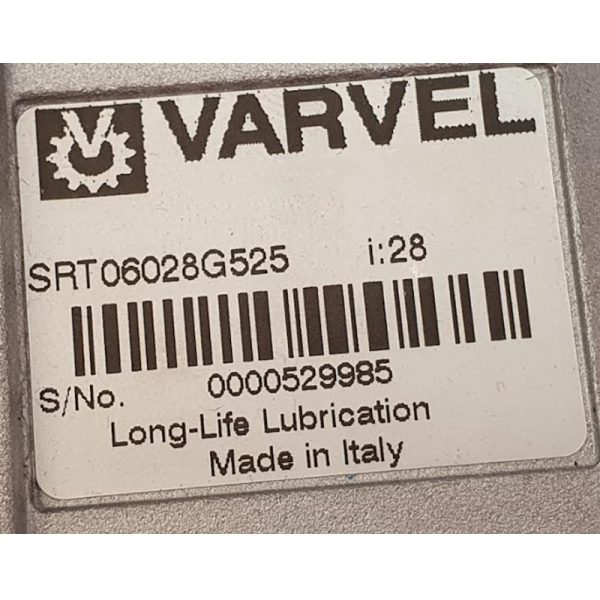 VARVEL
SRT06028G525 i:28
S/No. 0000529985
Long-Life Lubrication
Made in Italy